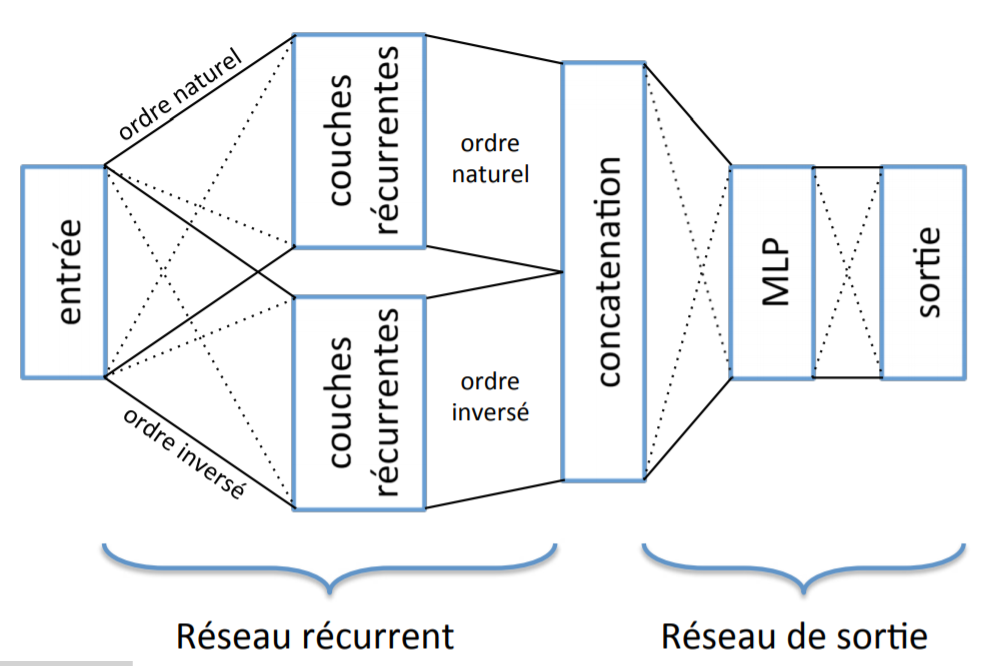 entrée
ordre naturel
ordre inversé
couches
récurrentes
couches
récurrentes
ordre
naturel
ordre
inversé
concatenation
MLP
sortie
Réseau récurrent
Réseau de sortie